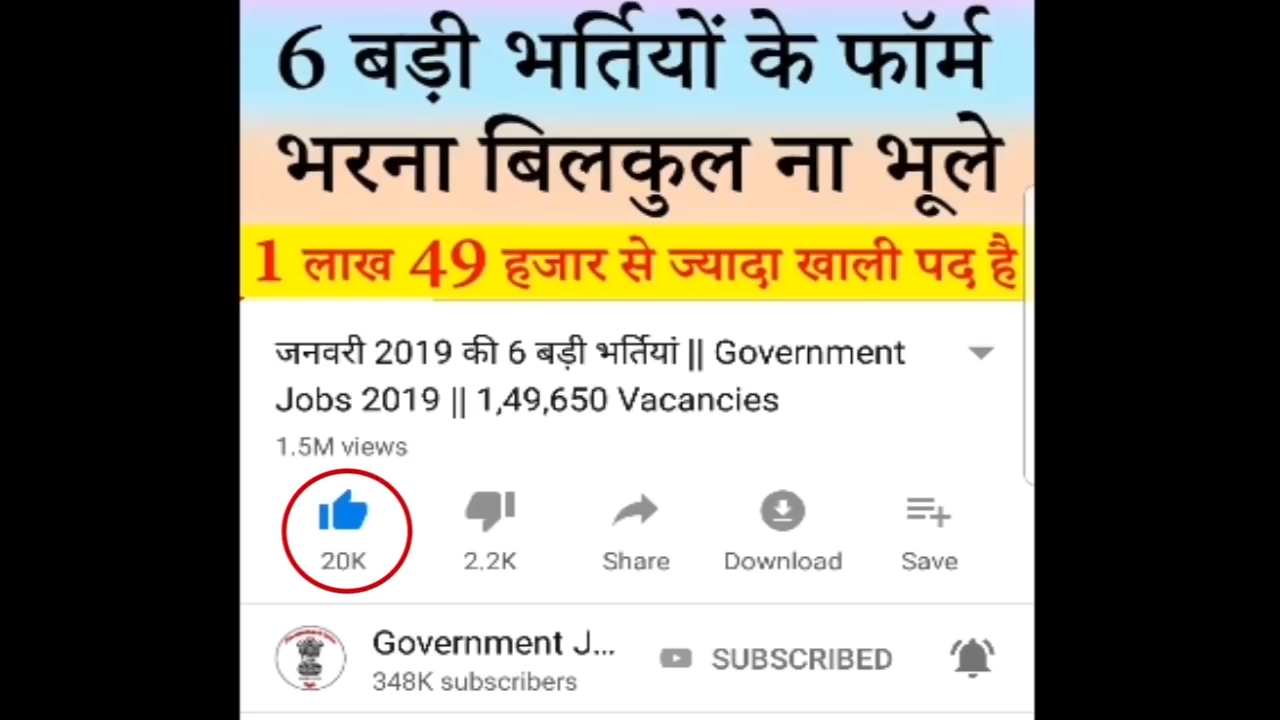 6 बड़ी भर्तियों के फॉर्म
भरना बिलकुल ना भूले
1 लाख 49 हजार से ज्यादा खाली पद है
जनवरी 2019 की 6 बड़ी भर्तियां || Government
Jobs 2019 || 1,49,650 Vacancies
1.5M views
20K 2.2K Share Download Save
Government J... SUBSCRIBED
348K subscribers